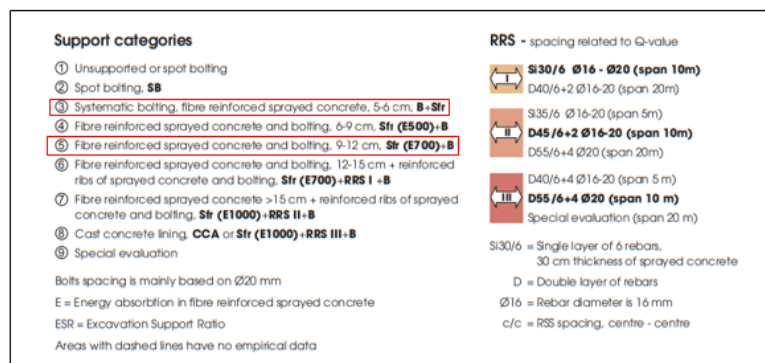 Support categories
① Unsupported or spot bolting
② Spot bolting, SB
③ Systematic bolting, fibre reinforced sprayed concrete, 5-6 cm, B+Sfr
④ Fibre reinforced sprayed concrete and bolting, 6-9 cm, Sfr (E500)+B
⑤ Fibre reinforced sprayed concrete and bolting, 9-12 cm, Sfr (E700)+B
⑥ Fibre reinforced sprayed concrete and bolting, 12-15 cm + reinforced
ribs of sprayed concrete and bolting, Sfr (E700)+RRS I +B
⑦ Fibre reinforced sprayed concrete >15 cm + reinforced ribs of sprayed
concrete and bolting, Sfr (E1000)+RRS II+B
⑧ Cast concrete lining, CCA or Sfr (E1000)+RRS III+B
⑨ Special evaluation
Bolts spacing is mainly based on Ø20 mm
E = Energy absorbtion in fibre reinforced sprayed concrete
ESR = Excavation Support Ratio
Areas with dashed lines have no empirical data
RRS - spacing related to Q-value
I
Si30/6 Ø16 - Ø20 (span 10m)
D40/6+2 Ø16-20 (span 20m)
II
Si35/6 Ø16-20 (span 5m)
D45/6+2 Ø16-20 (span 10m)
D55/6+4 Ø20 (span 20m)
III
D40/6+4 Ø16-20 (span 5 m)
D55/6+4 Ø20 (span 10 m)
Special evaluation (span 20 m)
Si30/6 = Single layer of 6 rebars,
30 cm thickness of sprayed concrete
D = Double layer of rebars
Ø16 = Rebar diameter is 16 mm
c/c = RSS spacing, centre - centre